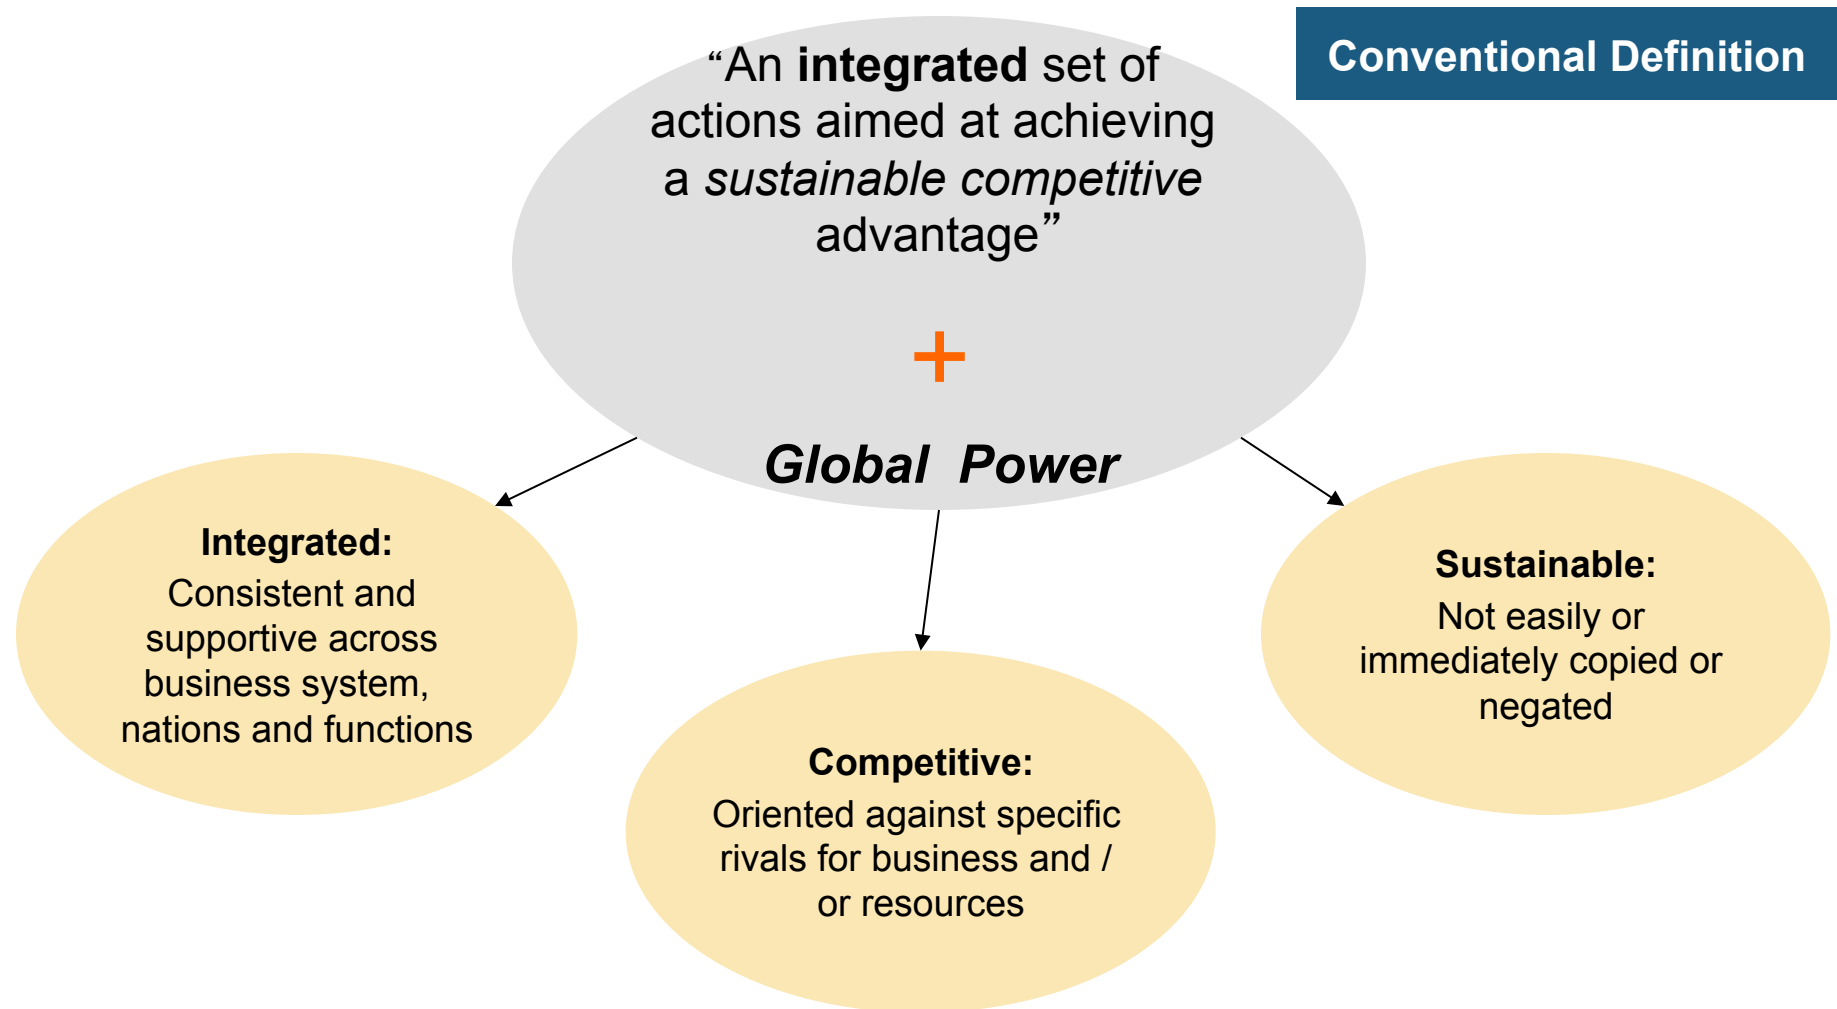 Conventional Definition
“An integrated set of
actions aimed at achieving
a sustainable competitive
advantage”
+
Global Power
Integrated:
Consistent and
supportive across
business system,
nations and functions
Competitive:
Oriented against specific
rivals for business and /
or resources
Sustainable:
Not easily or
immediately copied or
negated